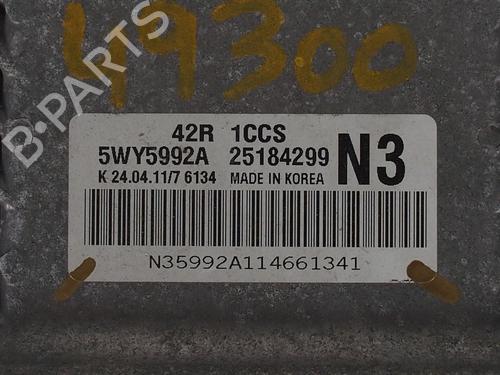 49300
B-PARTS
42R 1CCS
5WY5992A 25184299 N3
K 24.04.11/7 6134 MADE IN KOREA
N35992A114661341